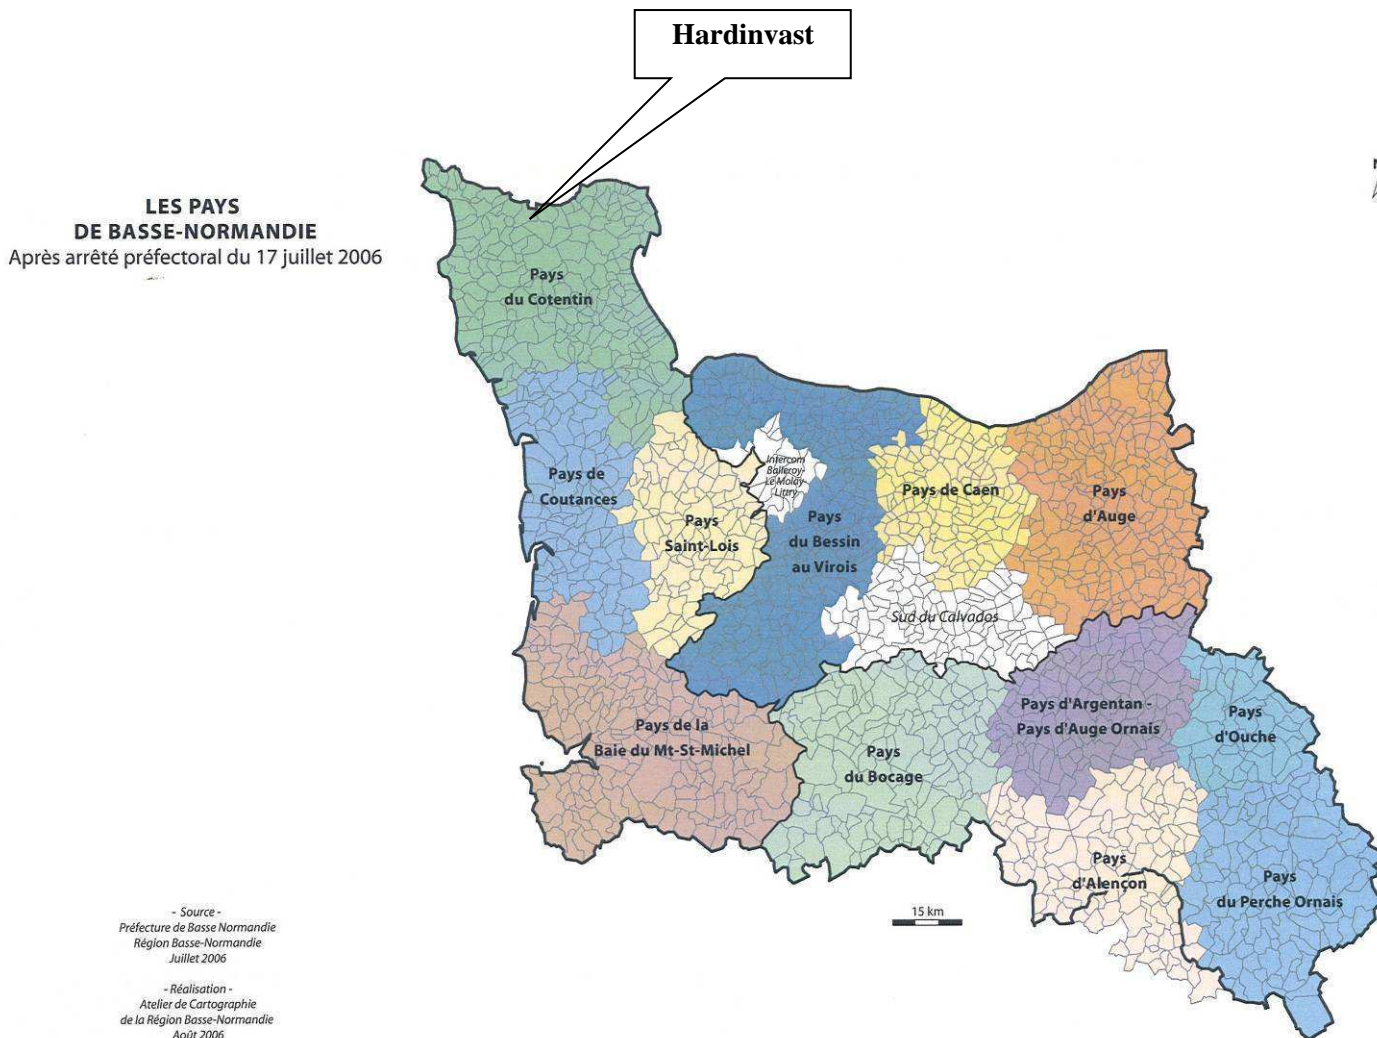 Hardinvast
LES PAYS
DE BASSE-NORMANDIE
Après arrêté préfectoral du 17 juillet 2006
Pays
du Cotentin
Pays de
Coutances
Pays
Saint-Lois
Intercom
Balleroy-
Le Molay-
Littry
Pays
du Bessin
au Virois
Pays de Caen
Pays
d'Auge
Sud du Calvados
Pays de la
Baie du Mt-St-Michel
Pays
du Bocage
Pays d'Argentan -
Pays d'Auge Ornais
Pays
d'Ouche
Pays
d'Alençon
Pays
du Perche Ornais
15 km
- Source -
Préfecture de Basse Normandie
Région Basse-Normandie
Juillet 2006
- Réalisation -
Atelier de Cartographie
de la Région Basse-Normandie
Août 2006